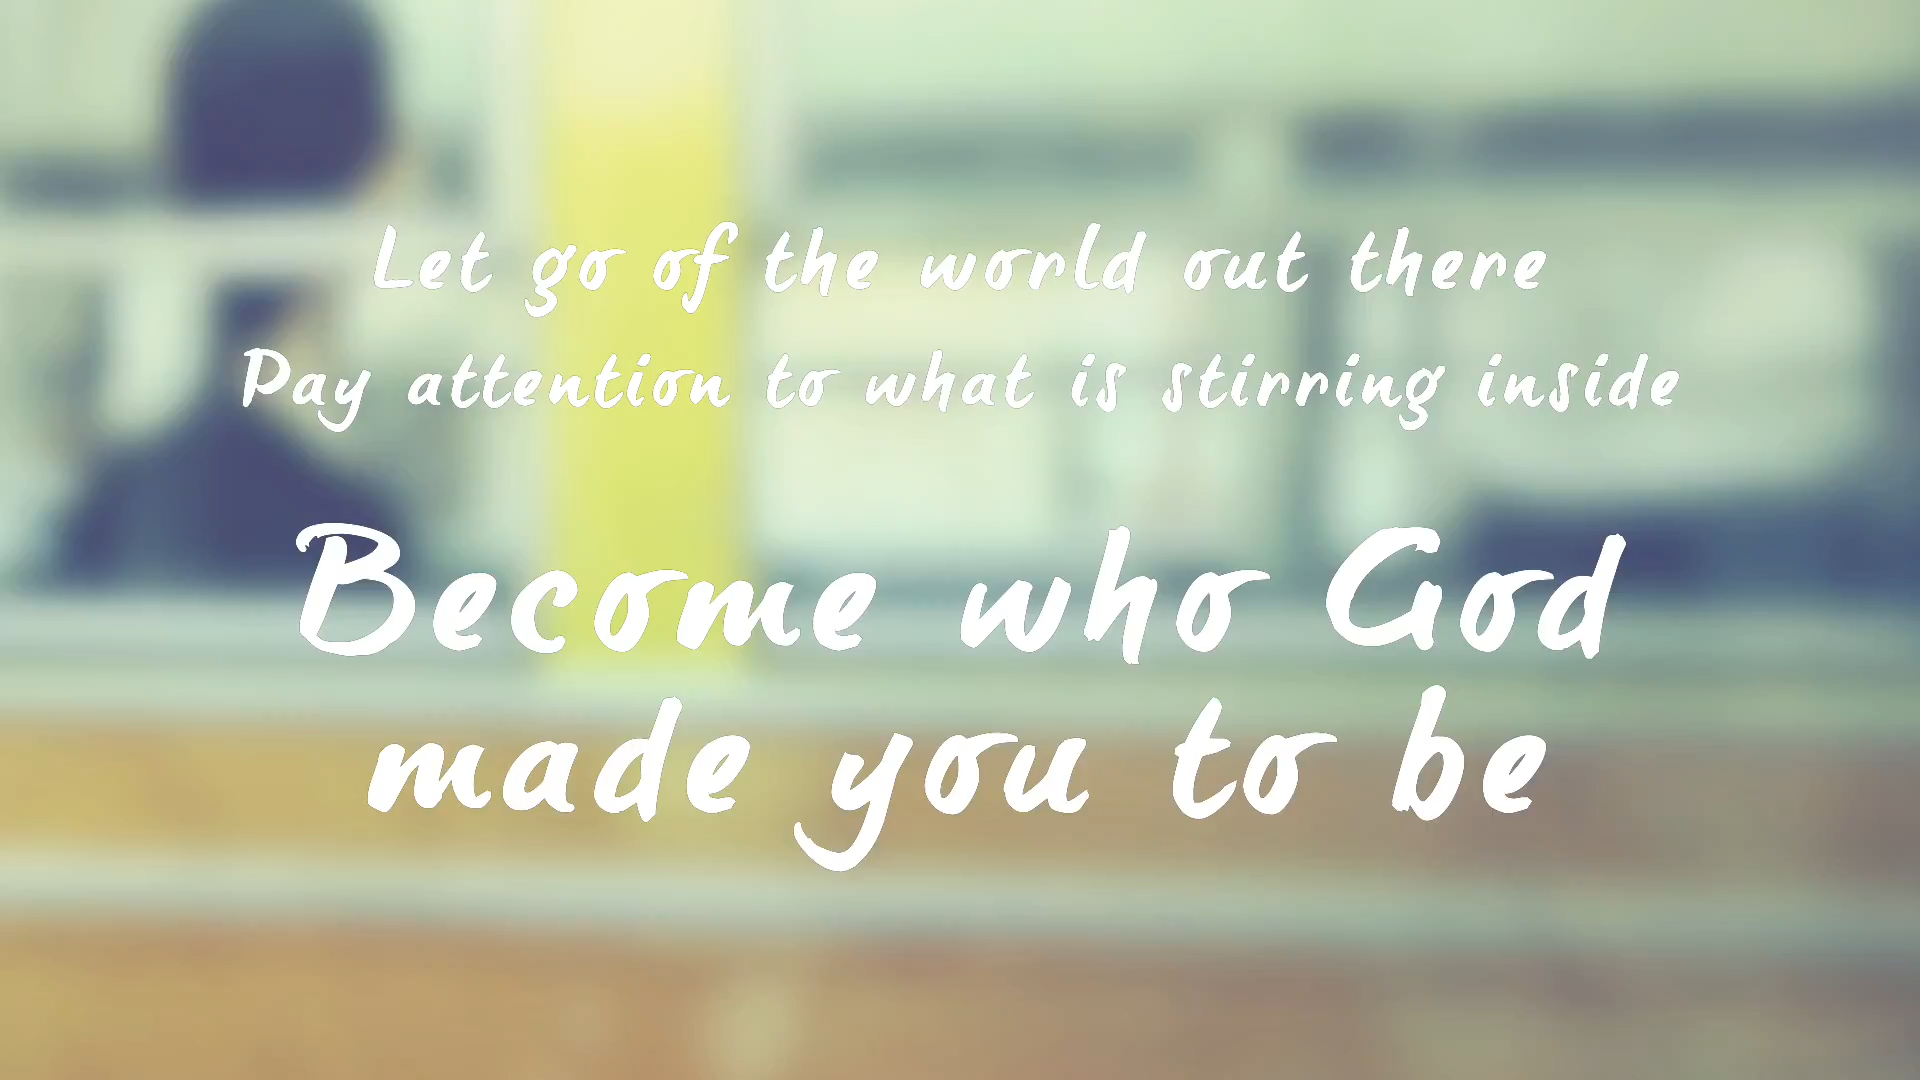 Let go of the world out there
Pay attention to what is stirring inside
Become who God
made you to be